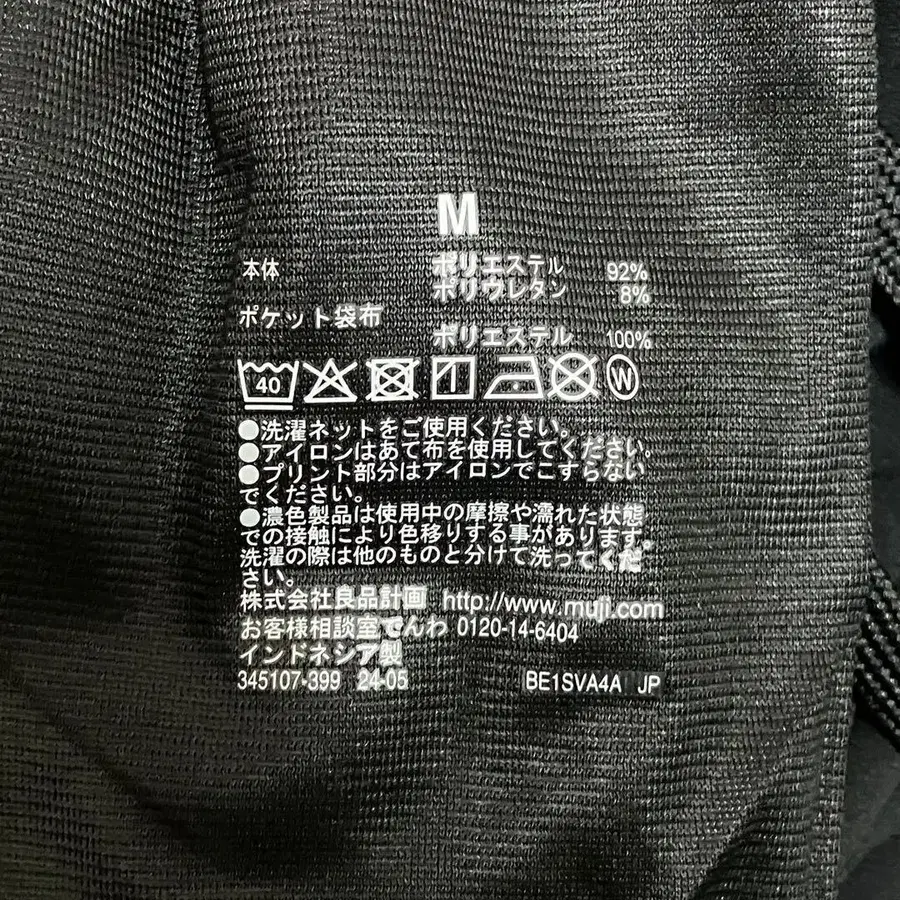 M
本体 ポリエステル 92%
ポリウレタン 8%
ポケット袋布
ポリエステル 100%
40 W
●洗濯ネットをご使用ください。
●アイロンはあて布を使用してください。
●プリント部分はアイロンでこすらない
でください。
●濃色製品は使用中の摩擦や濡れた状態
での接触により色移りする事があります。
洗濯の際は他のものと分けて洗ってくだ
さい。
株式会社良品計画 http://www.muji.com
お客様相談室でんわ 0120-14-6404
インドネシア製
345107-399 24-05 BE1SVA4A JP